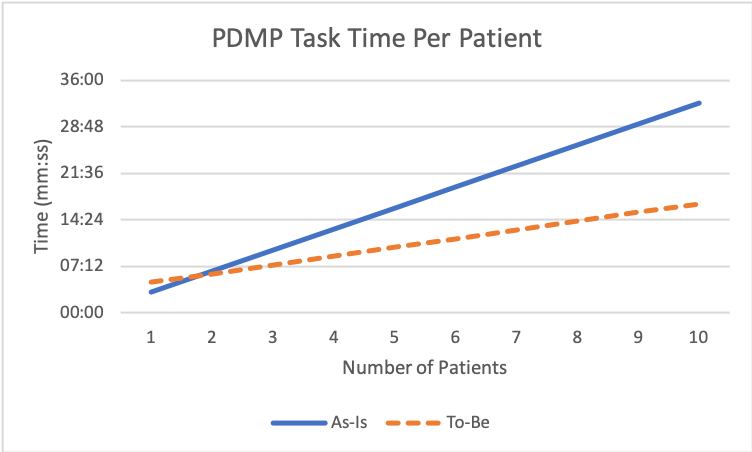 PDMP Task Time Per Patient
36:00
28:48
21:36
14:24
07:12
00:00
Time (mm:ss)
1 2 3 4 5 6 7 8 9 10
Number of Patients
As-Is To-Be